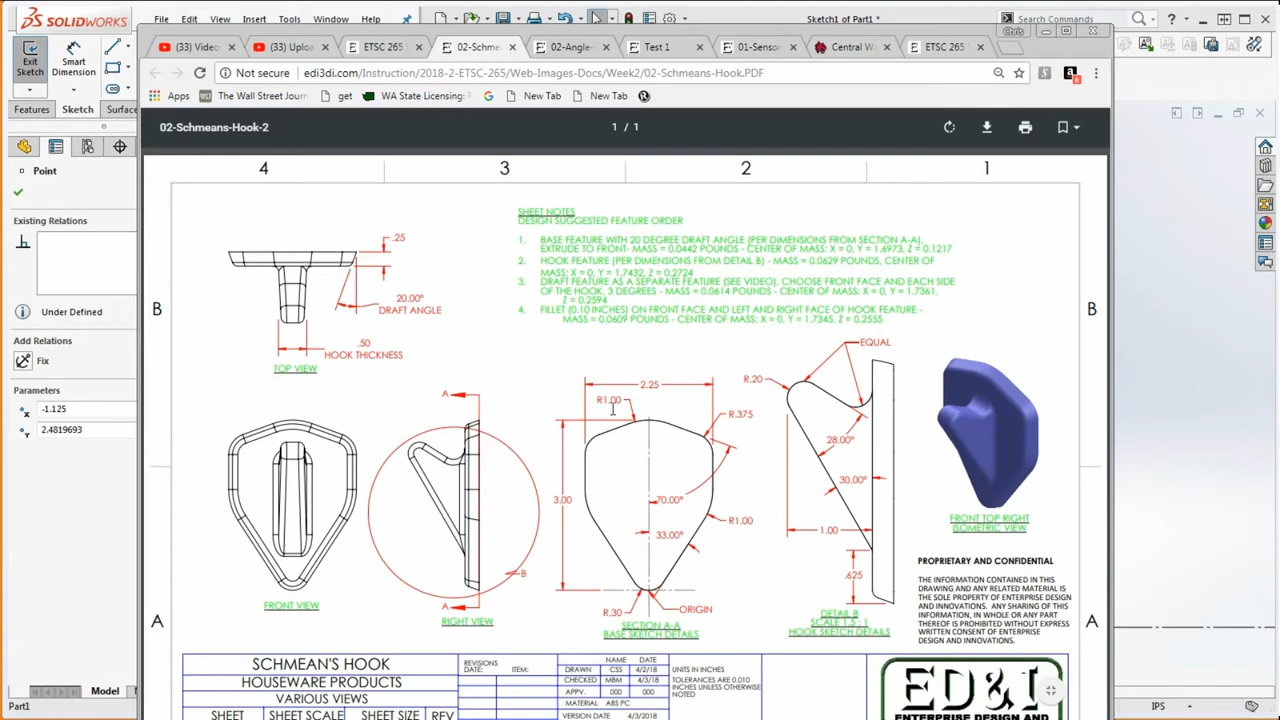 SOLIDWORKS
File Edit View Insert Tools Window Help
Sketch1 of Part1 *
Search Commands
Exit Sketch
Smart Dimension
Features Sketch Surface
Point
Existing Relations
Under Defined
Add Relations
Fix
Parameters
-1.125
2.4819693
Model
Part1
IPS
Chris
(33) Video
(33) Uploa
ETSC 265
02-Schme
02-Angle-
Test 1
01-Sensor
Central W
ETSC 265
Not secure edi3di.com/Instruction/2018-2-ETSC-265/Web-Images-Docs/Week2/02-Schmeans-Hook.PDF
Apps
The Wall Street Journ
get
WA State Licensing: F
New Tab
New Tab
02-Schmeans-Hook-2
1 / 1
4 3 2 1
SHEET NOTES
DESIGN SUGGESTED FEATURE ORDER
1. BASE FEATURE WITH 20 DEGREE DRAFT ANGLE (PER DIMENSIONS FROM SECTION A-A),
EXTRUDE TO FRONT- MASS = 0.0442 POUNDS - CENTER OF MASS: X = 0, Y = 1.6973, Z = 0.1217
2. HOOK FEATURE (PER DIMENSIONS FROM DETAIL B) - MASS = 0.0629 POUNDS, CENTER OF
MASS: X = 0, Y = 1.7432, Z = 0.2724
3. DRAFT FEATURE AS A SEPARATE FEATURE (SEE VIDEO), CHOOSE FRONT FACE AND EACH SIDE
OF THE HOOK, 3 DEGREES - MASS = 0.0614 POUNDS - CENTER OF MASS: X = 0, Y = 1.7361,
Z = 0.2594
4. FILLET (0.10 INCHES) ON FRONT FACE AND LEFT AND RIGHT FACE OF HOOK FEATURE -
MASS = 0.0609 POUNDS - CENTER OF MASS: X = 0, Y = 1.7345, Z = 0.2555
B
B
.25
20.00°
DRAFT ANGLE
.50
HOOK THICKNESS
TOP VIEW
A
A
B
FRONT VIEW
RIGHT VIEW
2.25
R1.00
R.375
3.00
70.00°
R1.00
33.00°
R.30
ORIGIN
SECTION A-A
BASE SKETCH DETAILS
EQUAL
R.20
28.00°
30.00°
1.00
.625
DETAIL B
SCALE 1.5 : 1
HOOK SKETCH DETAILS
FRONT TOP RIGHT
ISOMETRIC VIEW
PROPRIETARY AND CONFIDENTIAL
THE INFORMATION CONTAINED IN THIS
DRAWING AND ANY RELATED MATERIAL IS
THE SOLE PROPERTY OF ENTERPRISE DESIGN
AND INNOVATIONS. ANY SHARING OF THIS
INFORMATION, IN WHOLE OR ANY PART
THEREOF IS PROHIBITED WITHOUT EXPRESS
WRITTEN CONSENT OF ENTERPRISE
DESIGN AND INNOVATIONS.
A
A
SCHMEAN'S HOOK
HOUSEWARE PRODUCTS
VARIOUS VIEWS
SHEET SHEET SCALE SHEET SIZE REV
REVISIONS
DATE: ITEM:
NAME DATE
DRAWN CSS 4/2/18
CHECKED MBM 4/3/18
APPV. 000 000
MATERIAL ABS PC
VERSION DATE 4/3/2018
UNITS IN INCHES
TOLERANCES ARE 0.010
INCHES UNLESS OTHERWISE
NOTED
ED&I
ENTERPRISE DESIGN AND